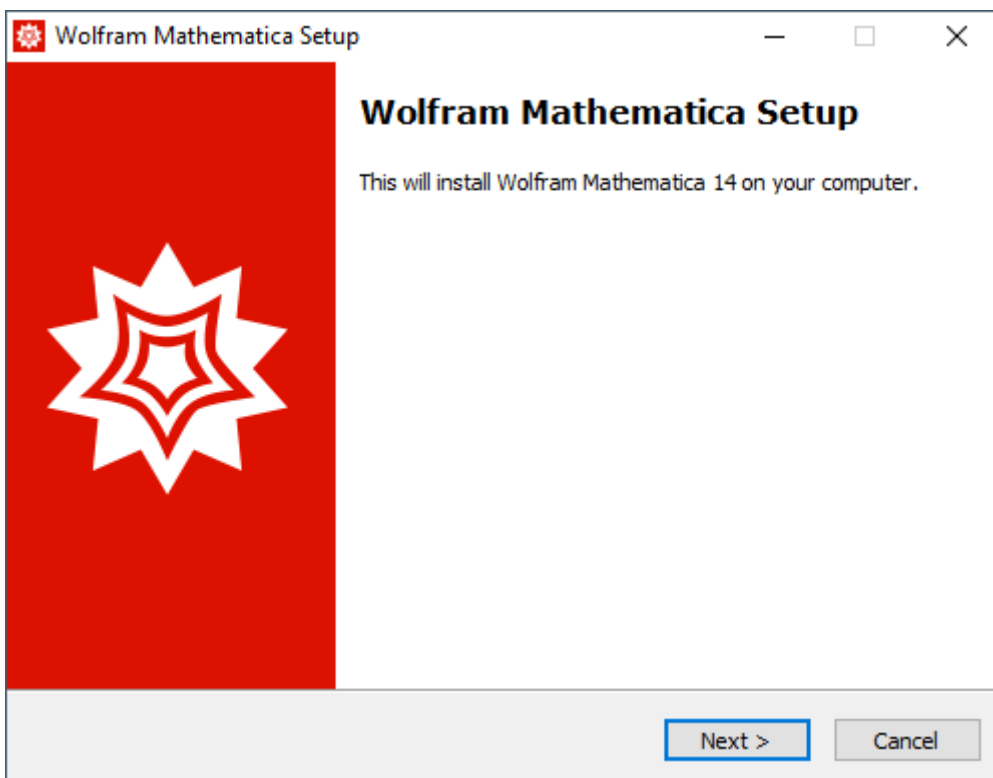 Wolfram Mathematica Setup
Wolfram Mathematica Setup
This will install Wolfram Mathematica 14 on your computer.
Next >
Cancel